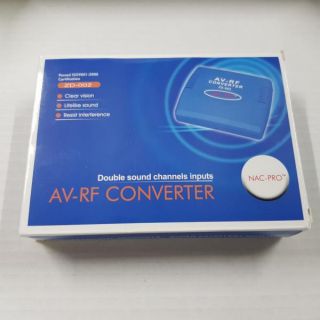 Passed ISO9001:2000
Certification
ZD-002
Clear vision
Lifelike sound
Resist interference
AV-RF
CONVERTER
Double sound channels inputs
AV-RF CONVERTER
NAC-PRO™